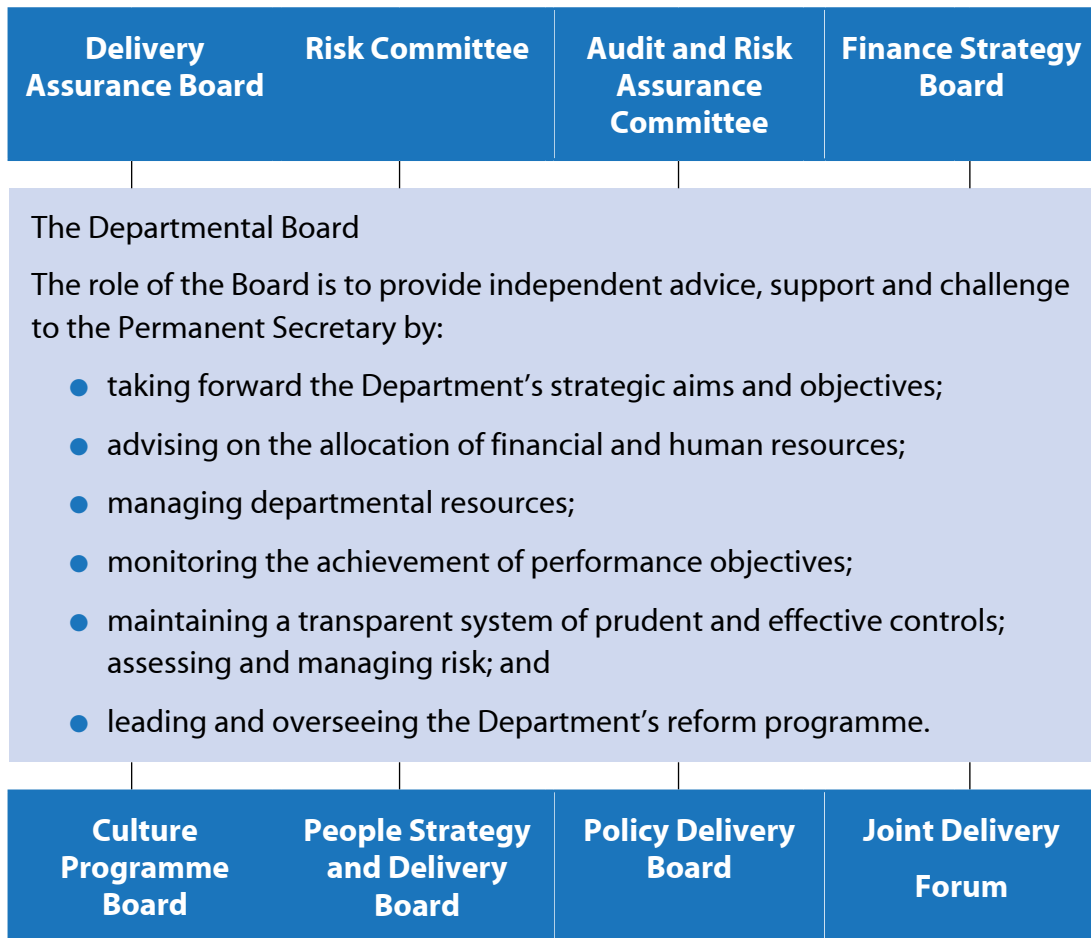 Delivery
Assurance Board
Risk Committee
Audit and Risk
Assurance
Committee
Finance Strategy
Board
The Departmental Board
The role of the Board is to provide independent advice, support and challenge
to the Permanent Secretary by:
● taking forward the Department’s strategic aims and objectives;
● advising on the allocation of financial and human resources;
● managing departmental resources;
● monitoring the achievement of performance objectives;
● maintaining a transparent system of prudent and effective controls;
assessing and managing risk; and
● leading and overseeing the Department’s reform programme.
Culture
Programme
Board
People Strategy
and Delivery
Board
Policy Delivery
Board
Joint Delivery
Forum